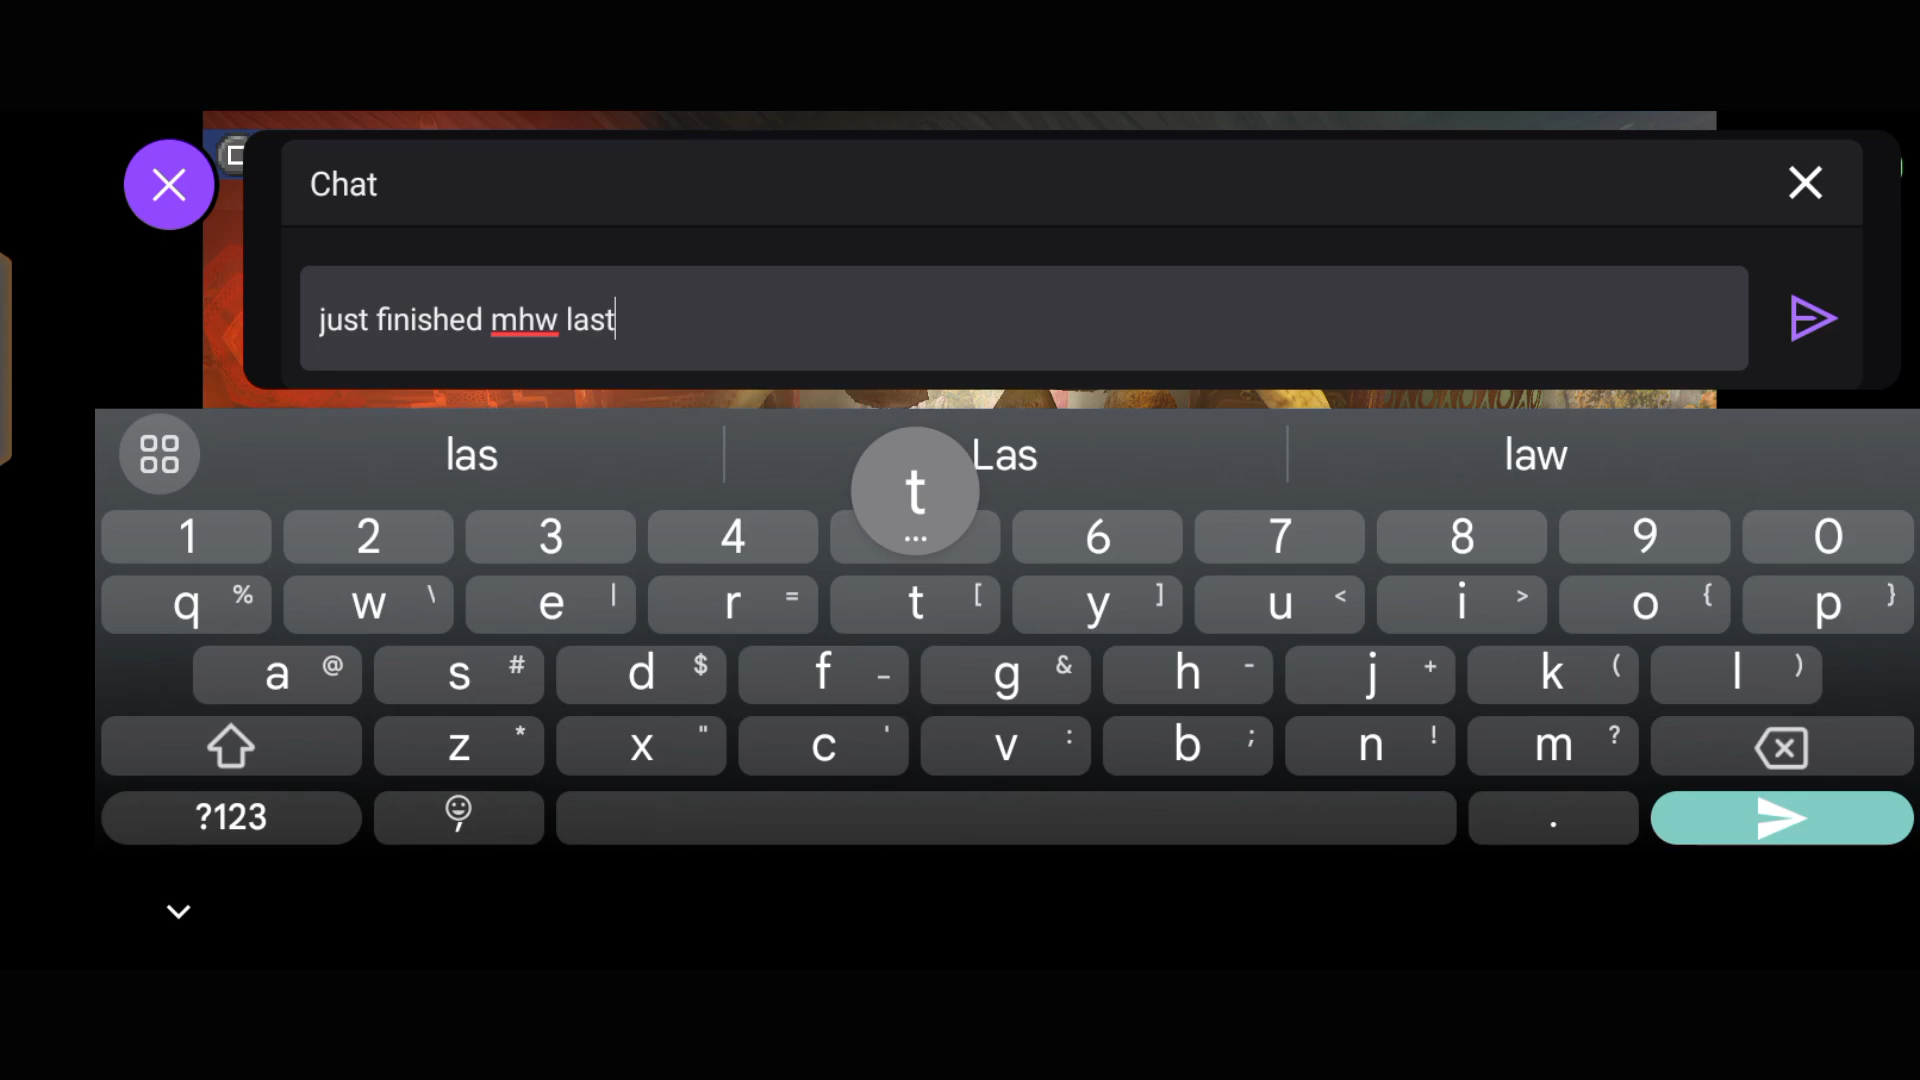 Chat
just finished mhw last
las Las law
t
...
1 2 3 4 6 7 8 9 0
q % w \ e | r = t [ y ] u < i > o { p }
a @ s # d $ f _ g & h - j + k ( l )
z * x " c ' v : b ; n ! m ?
?123 , .